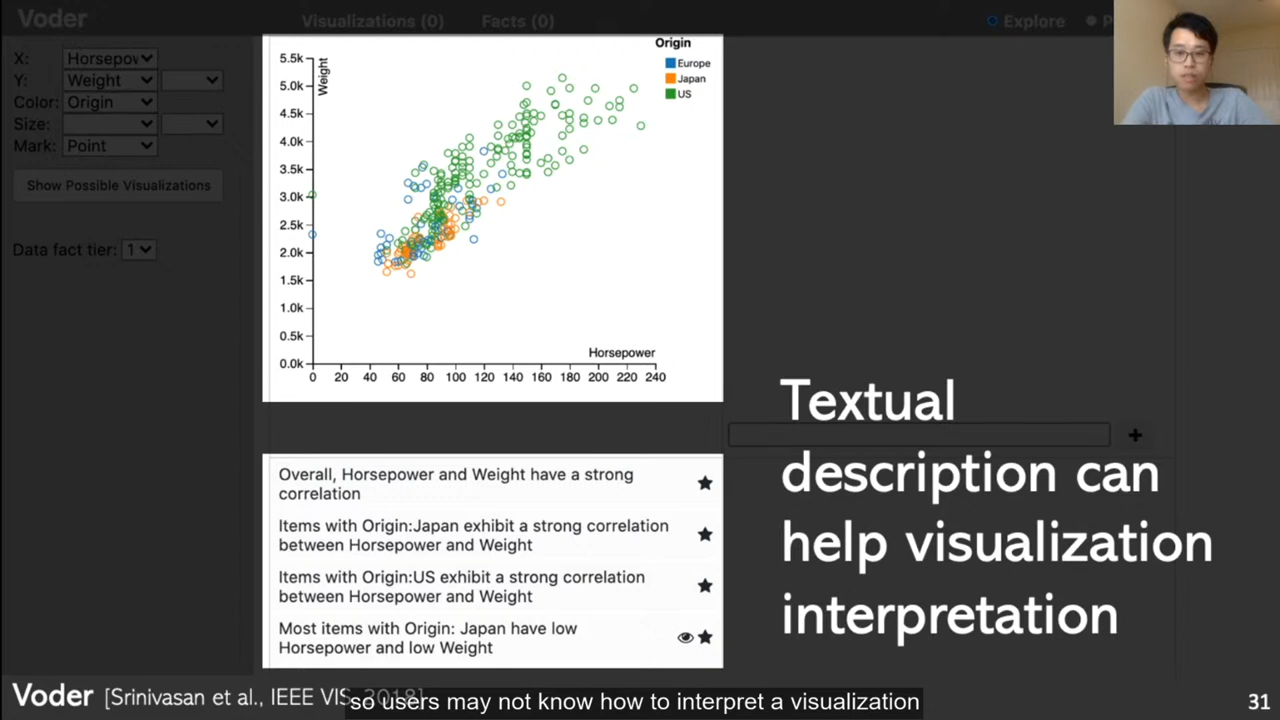 Voder
Visualizations (0)
Facts (0)
Explore
P
X: Horsepov
Y: Weight
Color: Origin
Size:
Mark: Point
Show Possible Visualizations
Data fact tier: 1
Origin
Europe
Japan
US
Weight
5.5k
5.0k
4.5k
4.0k
3.5k
3.0k
2.5k
2.0k
1.5k
1.0k
0.5k
0.0k
Horsepower
0 20 40 60 80 100 120 140 160 180 200 220 240
Overall, Horsepower and Weight have a strong
correlation
Items with Origin:Japan exhibit a strong correlation
between Horsepower and Weight
Items with Origin:US exhibit a strong correlation
between Horsepower and Weight
Most items with Origin: Japan have low
Horsepower and low Weight
Textual
description can
help visualization
interpretation
Voder [Srinivasan et al., IEEE VIS, 2018]
so users may not know how to interpret a visualization
31